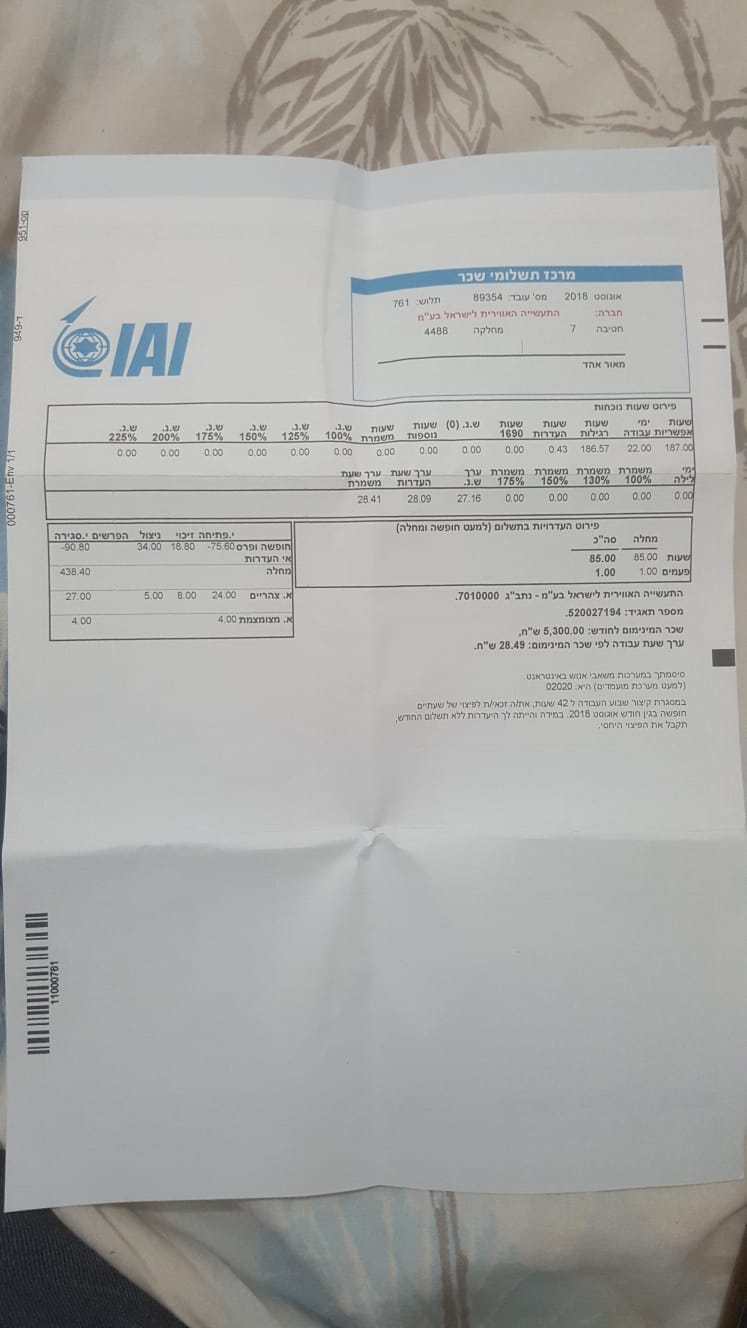 מרכז תשלומי שכר
אוגוסט 2018 מס' עובד: 89354 תלוש: 761
חברה: התעשייה האווירית לישראל בע"מ
חטיבה 7 מחלקה 4488
מאור אהד
IAI
951-op
949-ד
000761-Env 1/1
פירוט שעות נוכחות
שעות אפשריות ימי עבודה שעות רגילות שעות העדרות שעות 1690 ש.נ. (0) שעות נוספות שעות משמרת ש.נ. 100% ש.נ. 125% ש.נ. 150% ש.נ. 175% ש.נ. 200% ש.נ. 225%
187.00 22.00 186.57 0.43 0.00 0.00 0.00 0.00 0.00 0.00 0.00 0.00 0.00 0.00
ימי לילה משמרת 100% משמרת 130% משמרת 150% משמרת 175% ערך ש.נ. ערך שעת העדרות ערך שעת משמרת
0.00 0.00 0.00 0.00 0.00 27.16 28.09 28.41
פירוט העדרויות בתשלום (למעט חופשה ומחלה)
מחלה סה"כ
שעות 85.00 85.00
פעמים 1.00 1.00
י.פתיחה זיכוי ניצול הפרשים י.סגירה
חופשה ופרס -75.60 18.80 34.00 -90.80
אי העדרות
מחלה 438.40
א. צהריים 24.00 8.00 5.00 27.00
א. מצומצמת 4.00 4.00
התעשייה האווירית לישראל בע"מ - נתב"ג 7010000.
מספר תאגיד: 520027194.
שכר המינימום לחודש: 5,300.00 ש"ח,
ערך שעת עבודה לפי שכר המינימום: 28.49 ש"ח.
סיסמתך במערכות משאבי אנוש באינטראנט
(למעט מערכת מועמדים) היא: 02020
במסגרת קיצור שבוע העבודה ל 42 שעות, את/ה זכאי/ת לפיצוי של שעתיים
חופשה בגין חודש אוגוסט 2018. במידה והייתה לך היעדרות ללא תשלום החודש,
תקבל את הפיצוי היחסי.
11000761